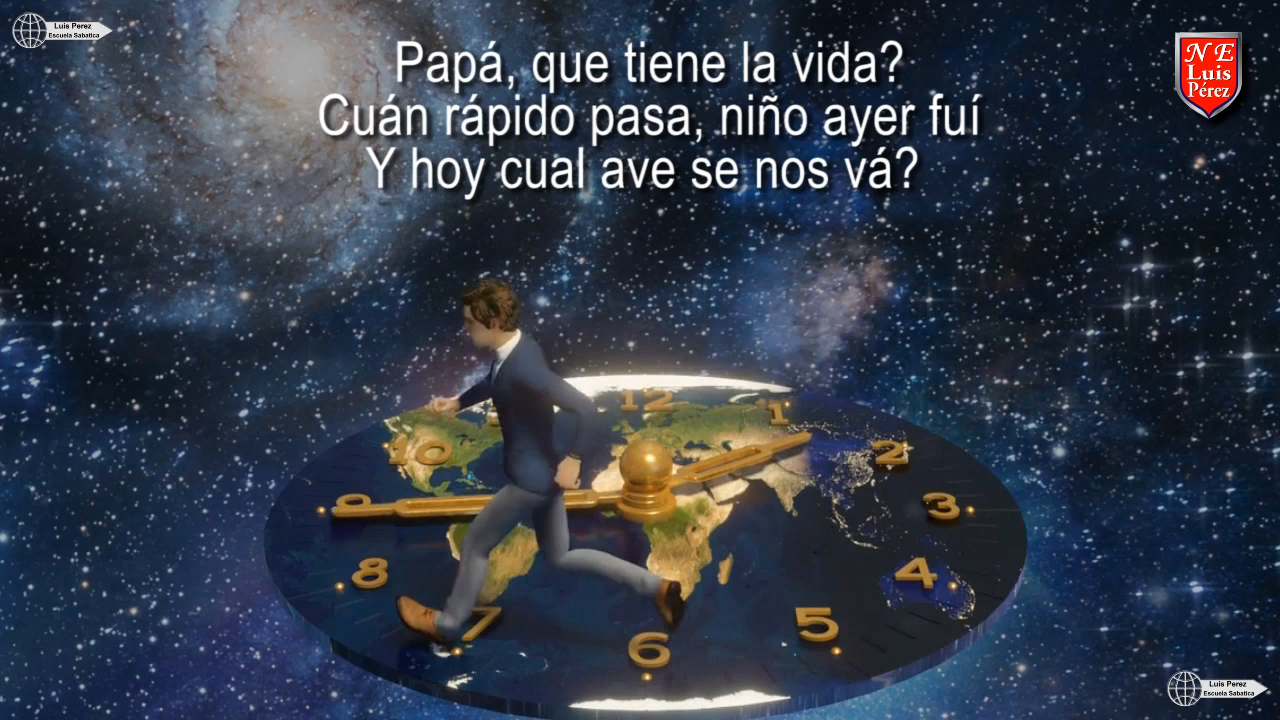 Luis Perez
Escuela Sabatica
Papá, que tiene la vida?
Cuán rápido pasa, niño ayer fuí
Y hoy cual ave se nos vá?
N E
Luis
Pérez
12
1
2
3
4
5
6
7
8
9
10
Luis Perez
Escuela Sabatica